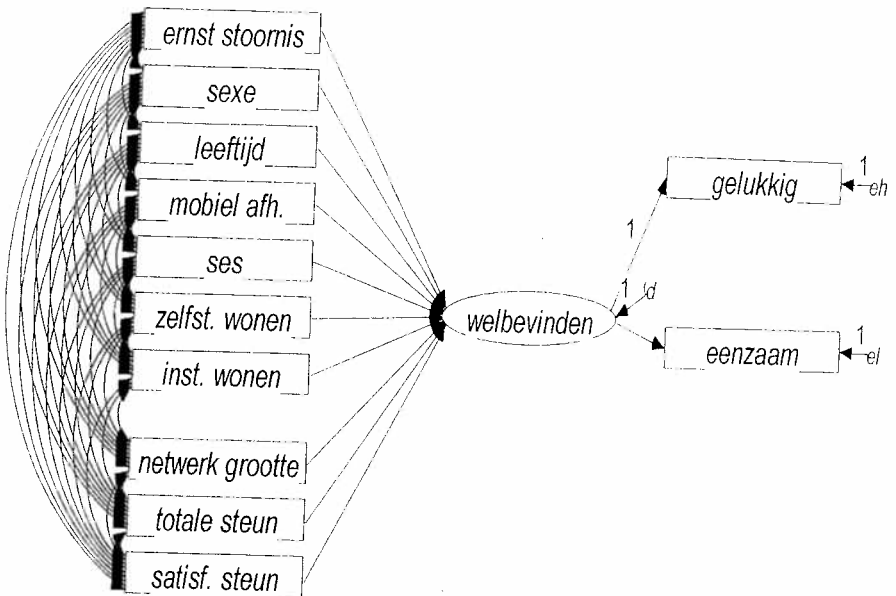 ernst stoornis
sexe
leeftijd
mobiel afh.
ses
zelfst. wonen
inst. wonen
netwerk grootte
totale steun
satisf. steun
welbevinden
1
1
d
gelukkig
1
eh
eenzaam
1
el